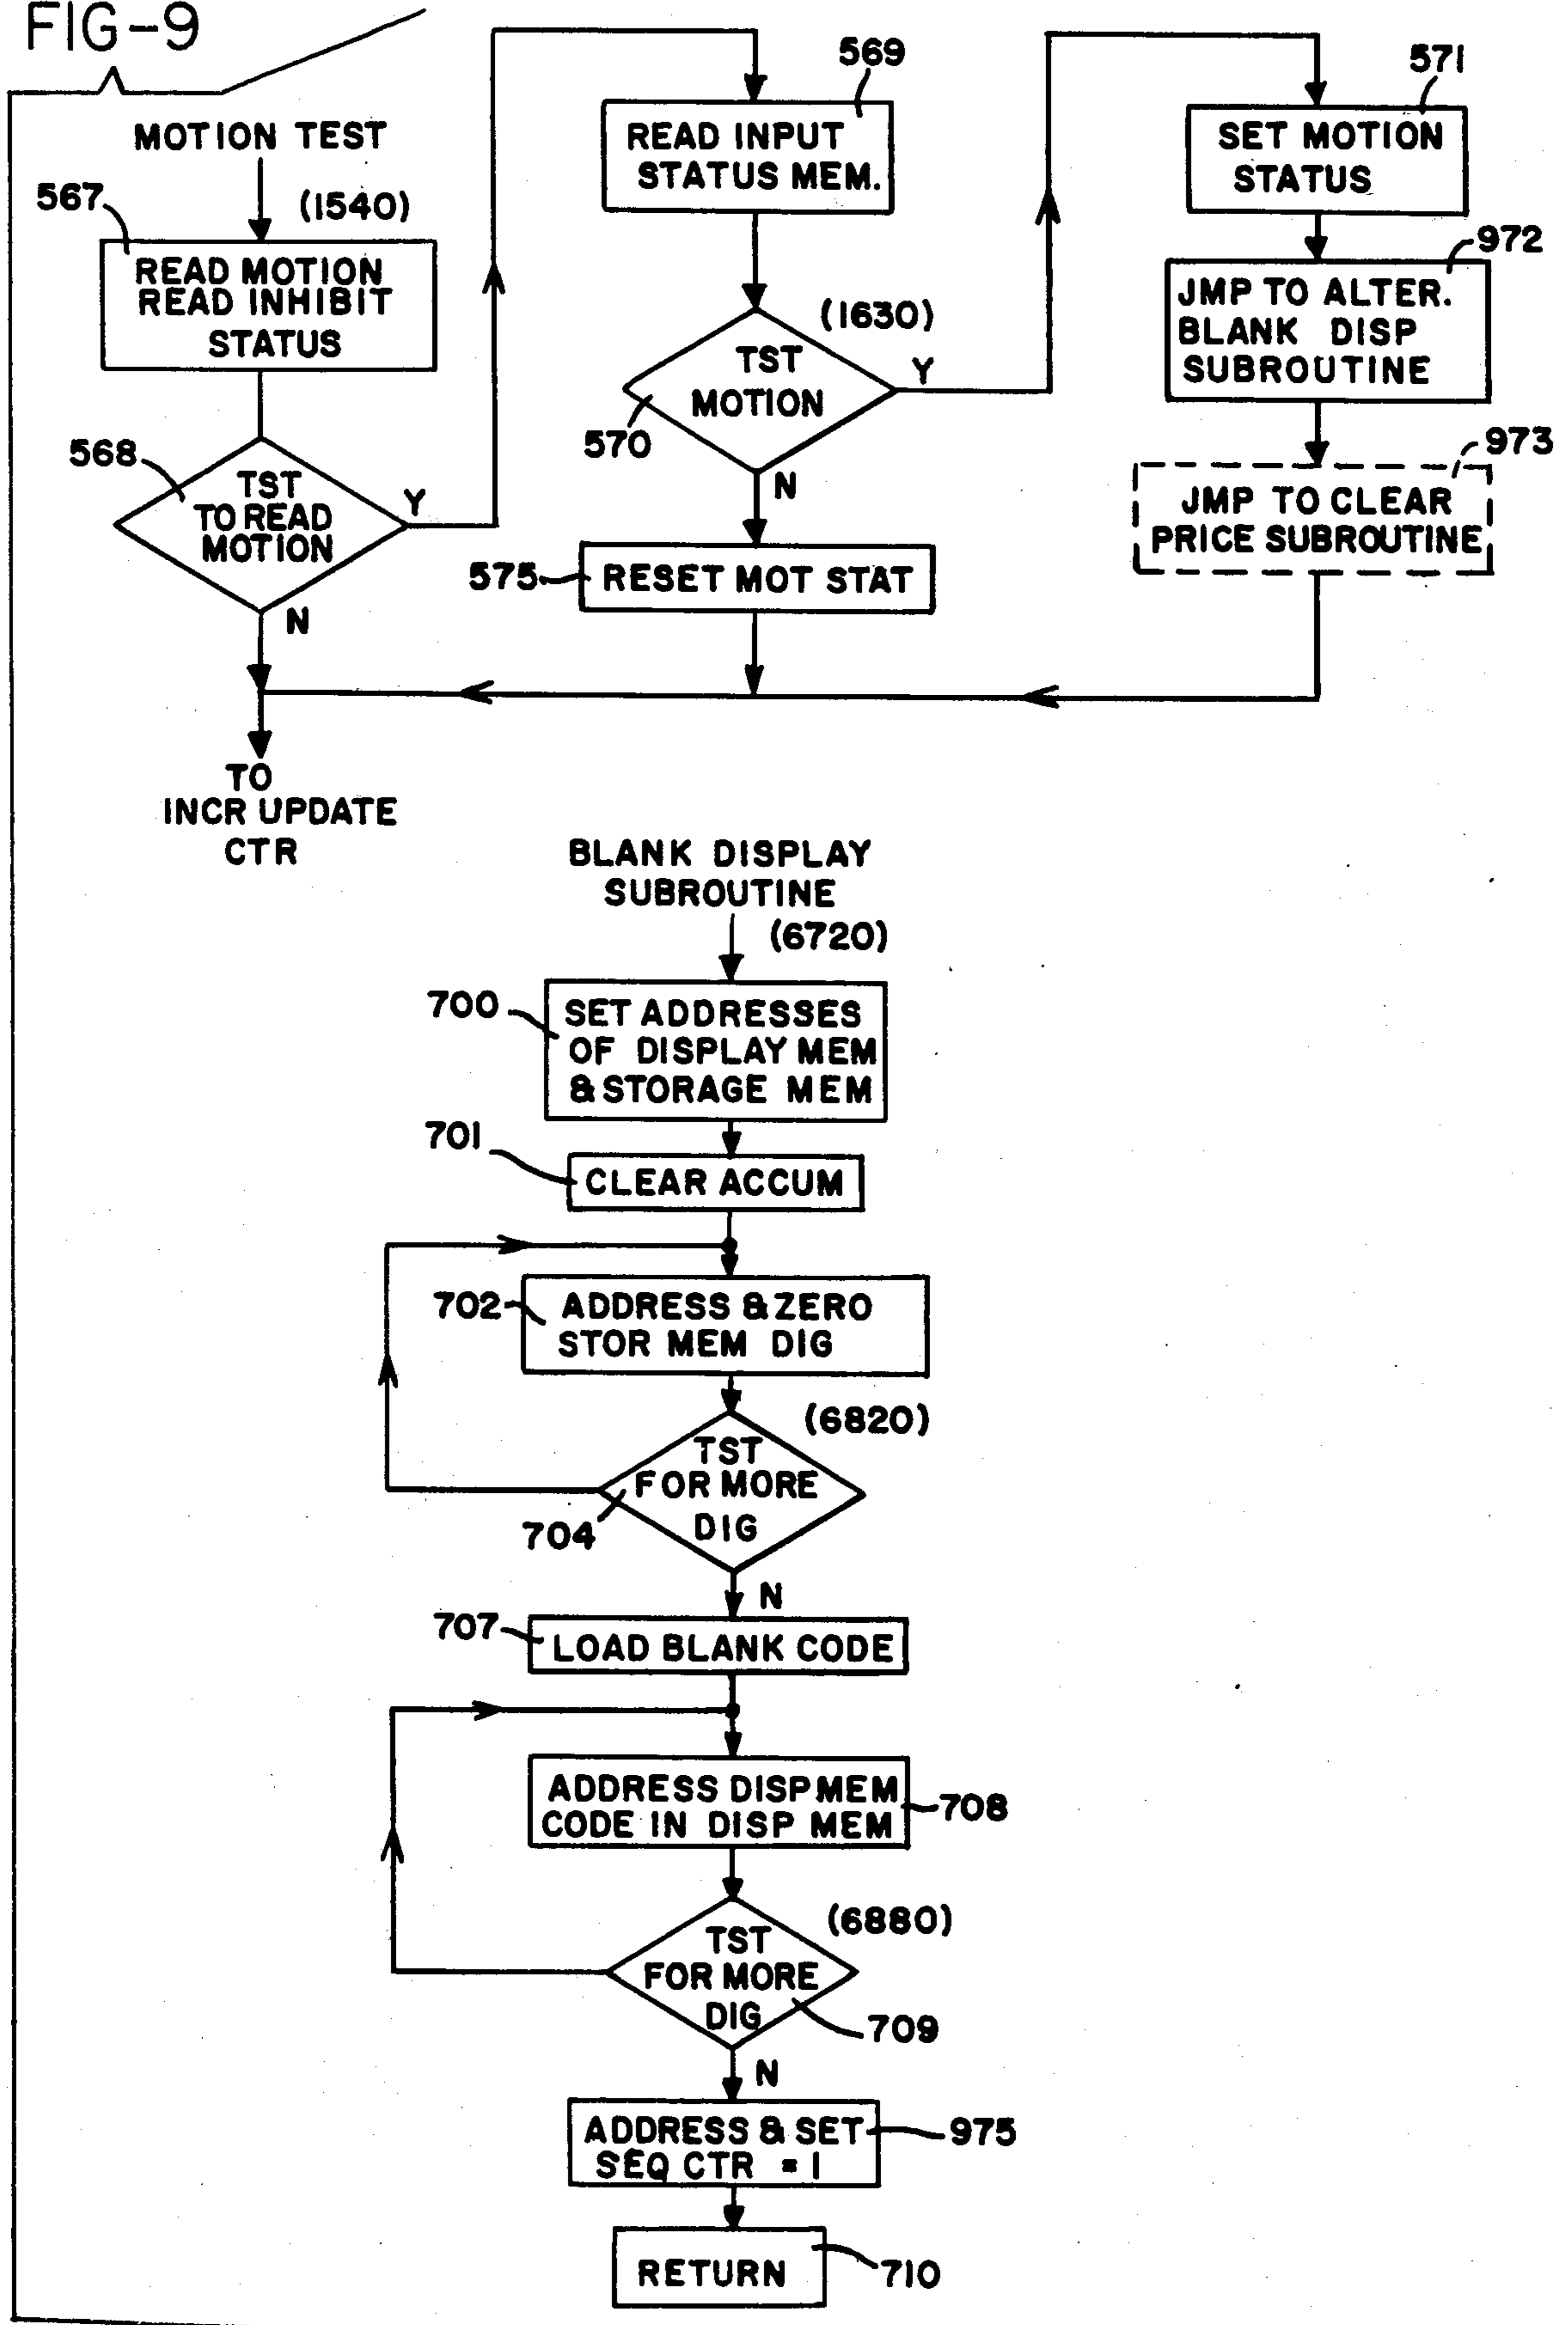 FIG-9
MOTION TEST
567
(1540)
READ MOTION
READ INHIBIT
STATUS
568
TST
TO READ
MOTION
Y
N
TO
INCR UPDATE
CTR
569
READ INPUT
STATUS MEM.
(1630)
TST
MOTION
570
Y
N
575
RESET MOT STAT
571
SET MOTION
STATUS
972
JMP TO ALTER.
BLANK DISP
SUBROUTINE
973
JMP TO CLEAR
PRICE SUBROUTINE
BLANK DISPLAY
SUBROUTINE
(6720)
700
SET ADDRESSES
OF DISPLAY MEM
& STORAGE MEM
701
CLEAR ACCUM
702
ADDRESS & ZERO
STOR MEM DIG
(6820)
TST
FOR MORE
DIG
704
N
707
LOAD BLANK CODE
ADDRESS DISP MEM
CODE IN DISP MEM
708
(6880)
TST
FOR MORE
DIG
709
N
ADDRESS & SET
SEQ CTR = 1
975
RETURN
710